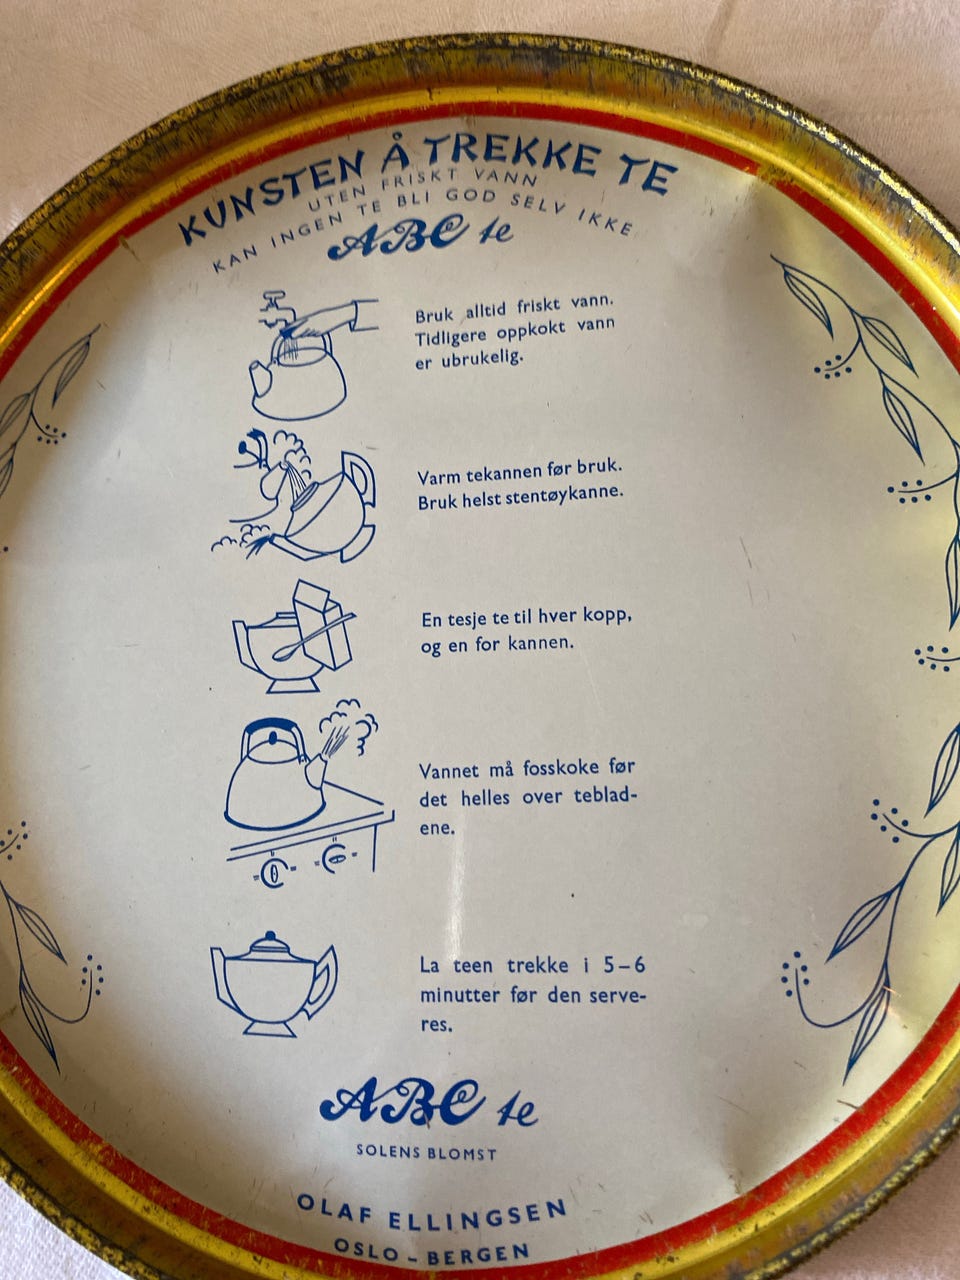 KUNSTEN Å TREKKE TE
UTEN FRISKT VANN
KAN INGEN TE BLI GOD SELV IKKE
ABC te
Bruk alltid friskt vann.
Tidligere oppkokt vann
er ubrukelig.
Varm tekannen før bruk.
Bruk helst stentøykanne.
En tesje te til hver kopp,
og en for kannen.
Vannet må fosskoke før
det helles over teblad-
ene.
La teen trekke i 5–6
minutter før den serve-
res.
ABC te
SOLENS BLOMST
OLAF ELLINGSEN
OSLO – BERGEN